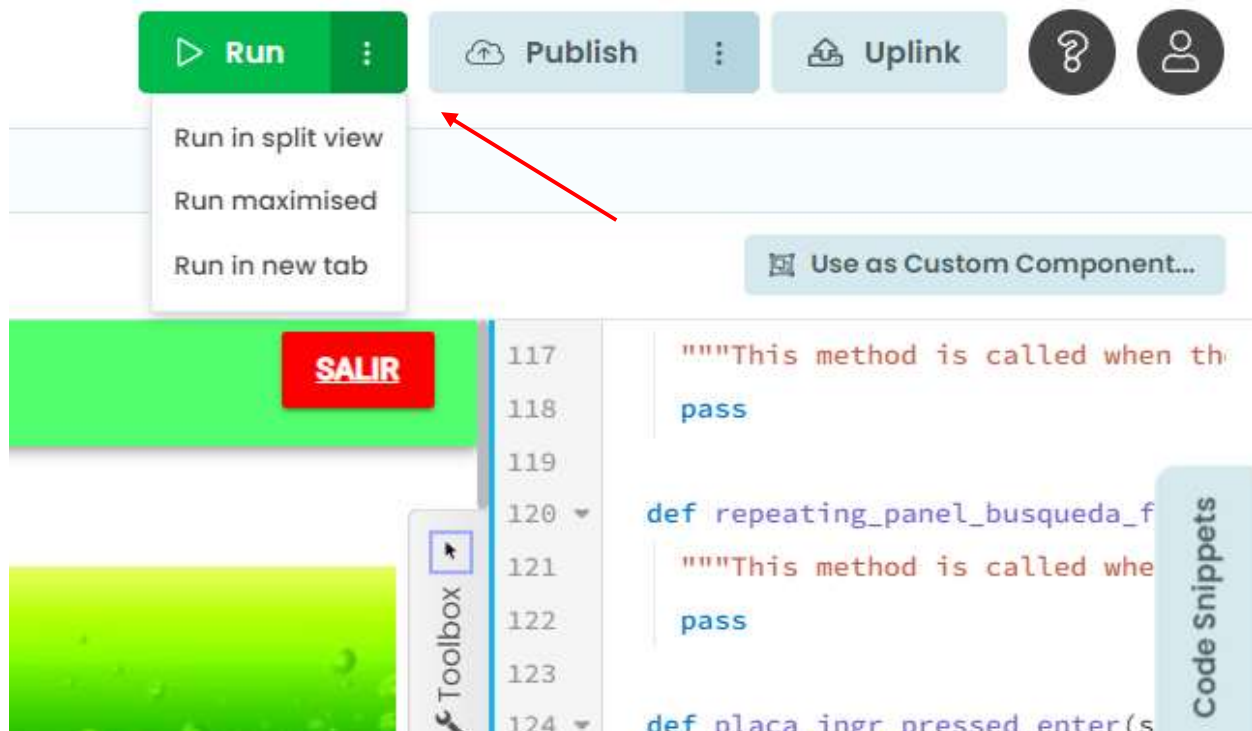 Run
Publish
Uplink
Run in split view
Run maximised
Run in new tab
Use as Custom Component...
SALIR
117 """This method is called when th
118 pass
119
120 def repeating_panel_busqueda_f
121 """This method is called whe
122 pass
123
124 def placa_ingr_pressed_enter(s
Toolbox
Code Snippets